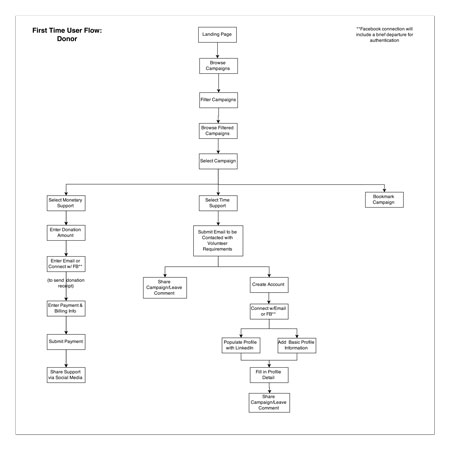 First Time User Flow:
Donor
**Facebook connection will
include a brief departure for
authentication
Landing Page
Browse
Campaigns
Filter Campaigns
Browse Filtered
Campaigns
Select Campaign
Select Monetary
Support
Select Time
Support
Bookmark
Campaign
Enter Donation
Amount
Submit Email to be
Contacted with
Volunteer
Requirements
Enter Email or
Connect w/ FB**
(to send donation
receipt)
Share
Campaign/Leave
Comment
Create Account
Enter Payment &
Billing Info
Connect w/Email
or FB**
Submit Payment
Populate Profile
with LinkedIn
Add Basic Profile
Information
Share Support
via Social Media
Fill in Profile
Detail
Share
Campaign/Leave
Comment